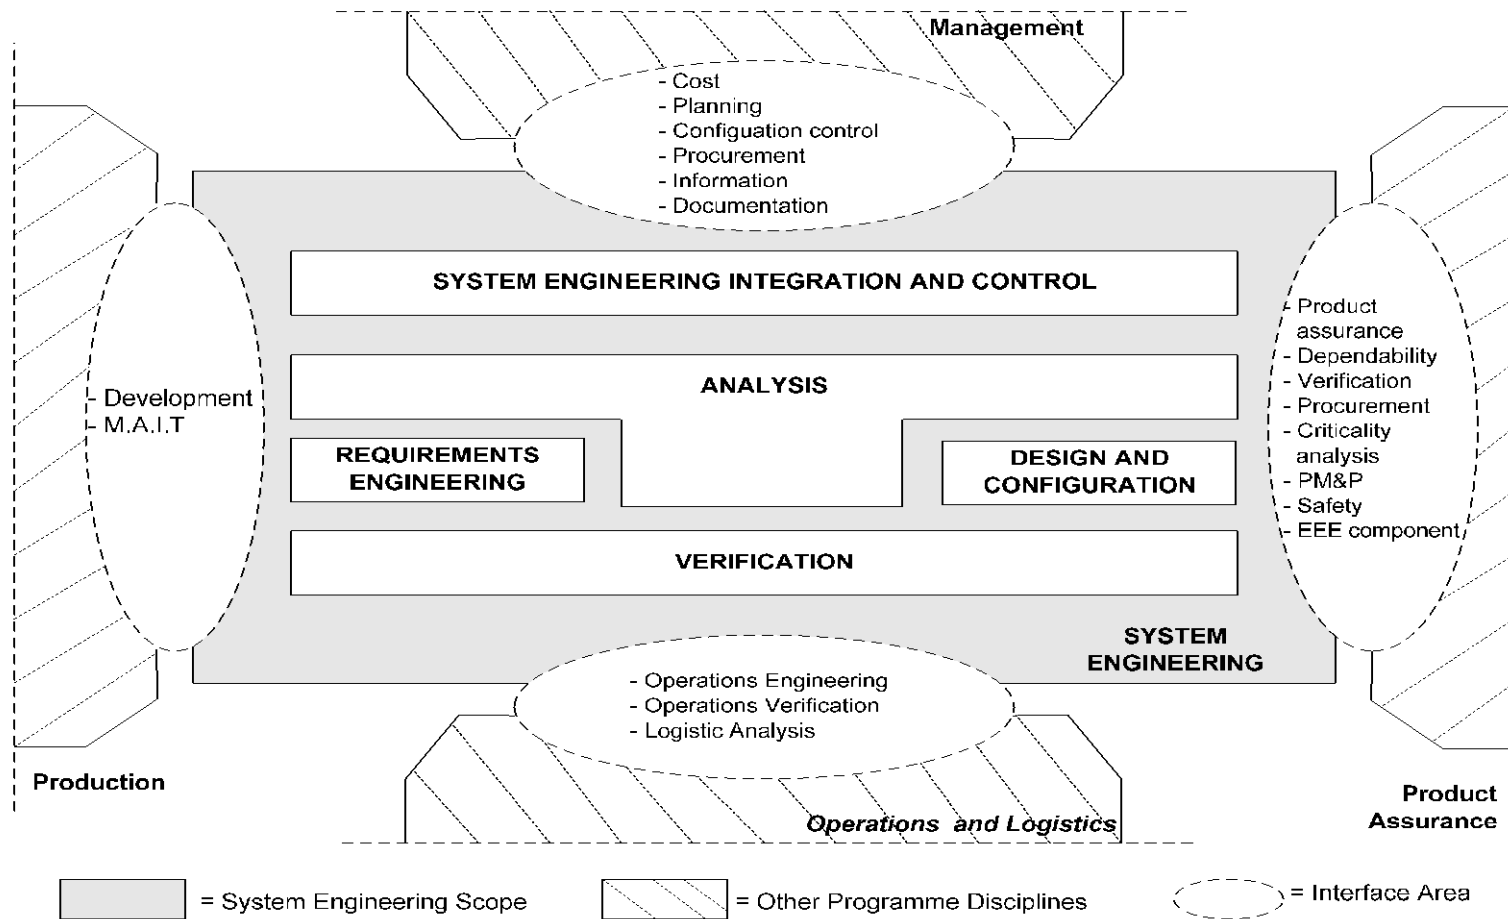 Management
- Cost
- Planning
- Configuation control
- Procurement
- Information
- Documentation
SYSTEM ENGINEERING INTEGRATION AND CONTROL
ANALYSIS
REQUIREMENTS
ENGINEERING
DESIGN AND
CONFIGURATION
VERIFICATION
SYSTEM
ENGINEERING
- Development
- M.A.I.T
- Product
assurance
- Dependability
- Verification
- Procurement
- Criticality
analysis
- PM&P
- Safety
- EEE component
- Operations Engineering
- Operations Verification
- Logistic Analysis
Production
Operations and Logistics
Product
Assurance
= System Engineering Scope
= Other Programme Disciplines
= Interface Area